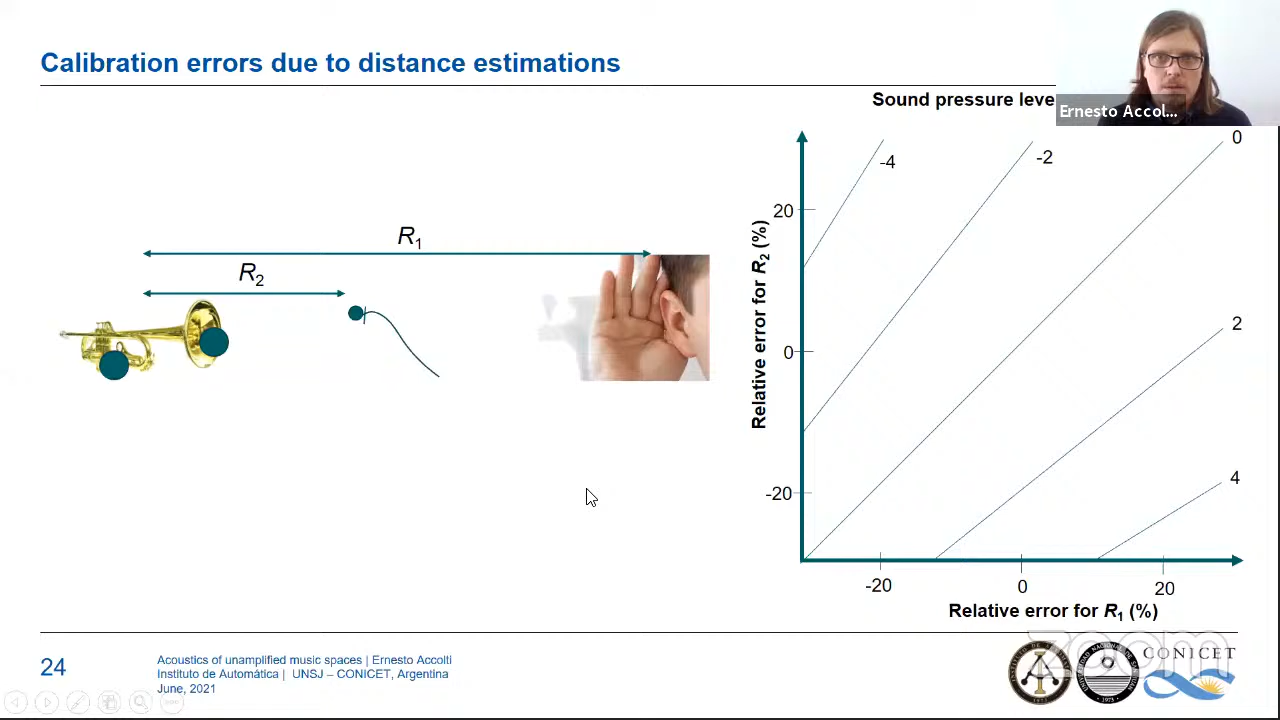 Calibration errors due to distance estimations
Sound pressure leve
Ernesto Accol...
R1
R2
Relative error for R2 (%)
20
0
-20
-4
-2
0
2
4
-20
0
20
Relative error for R1 (%)
24
Acoustics of unamplified music spaces | Ernesto Accolti
Instituto de Automática | UNSJ – CONICET, Argentina
June, 2021
CONICET
zoom